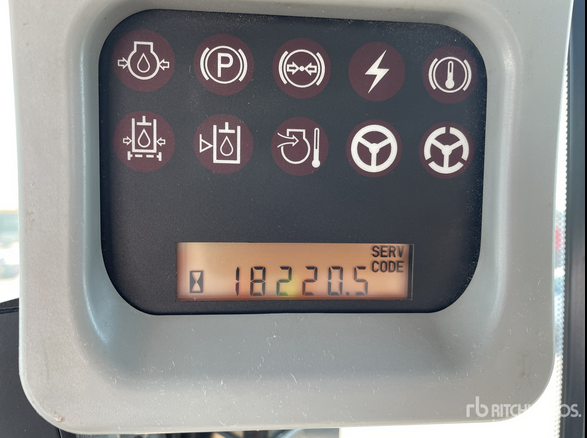 P
SERV
CODE
18220.5
rb RITCHIE BROS.